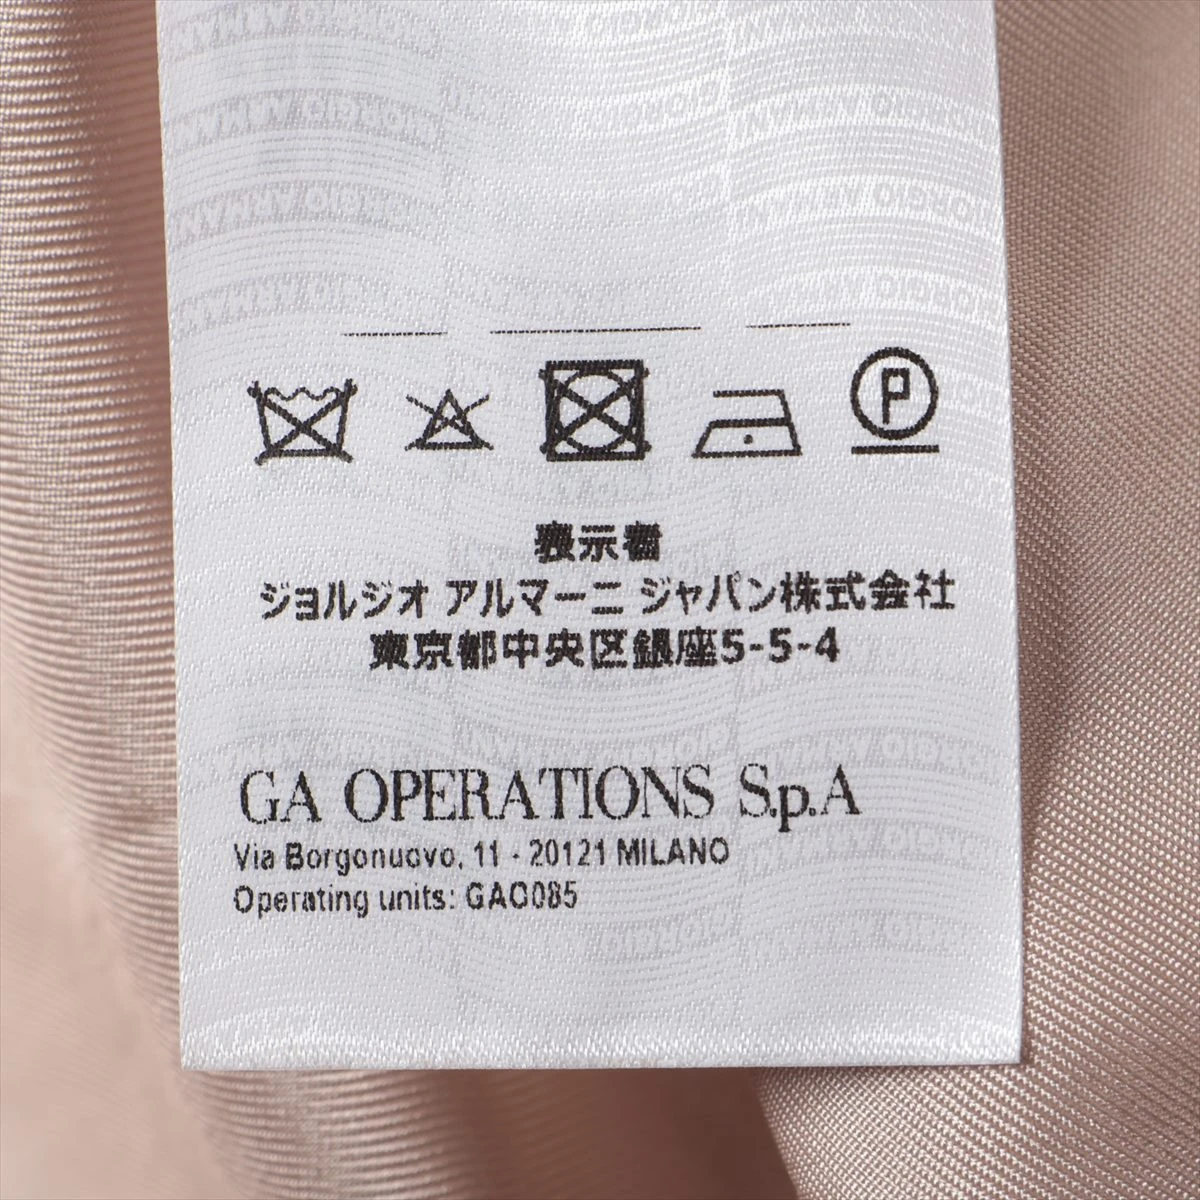 P
表示者
ジョルジオ アルマーニ ジャパン株式会社
東京都中央区銀座5-5-4
GA OPERATIONS S.p.A
Via Borgonuovo, 11 - 20121 MILANO
Operating units: GAO085